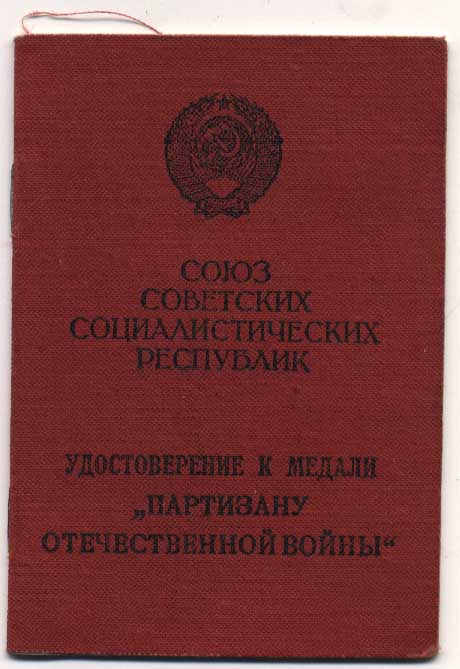 СОЮЗ
СОВЕТСКИХ
СОЦИАЛИСТИЧЕСКИХ
РЕСПУБЛИК
УДОСТОВЕРЕНИЕ К МЕДАЛИ
„ПАРТИЗАНУ
ОТЕЧЕСТВЕННОЙ ВОЙНЫ“